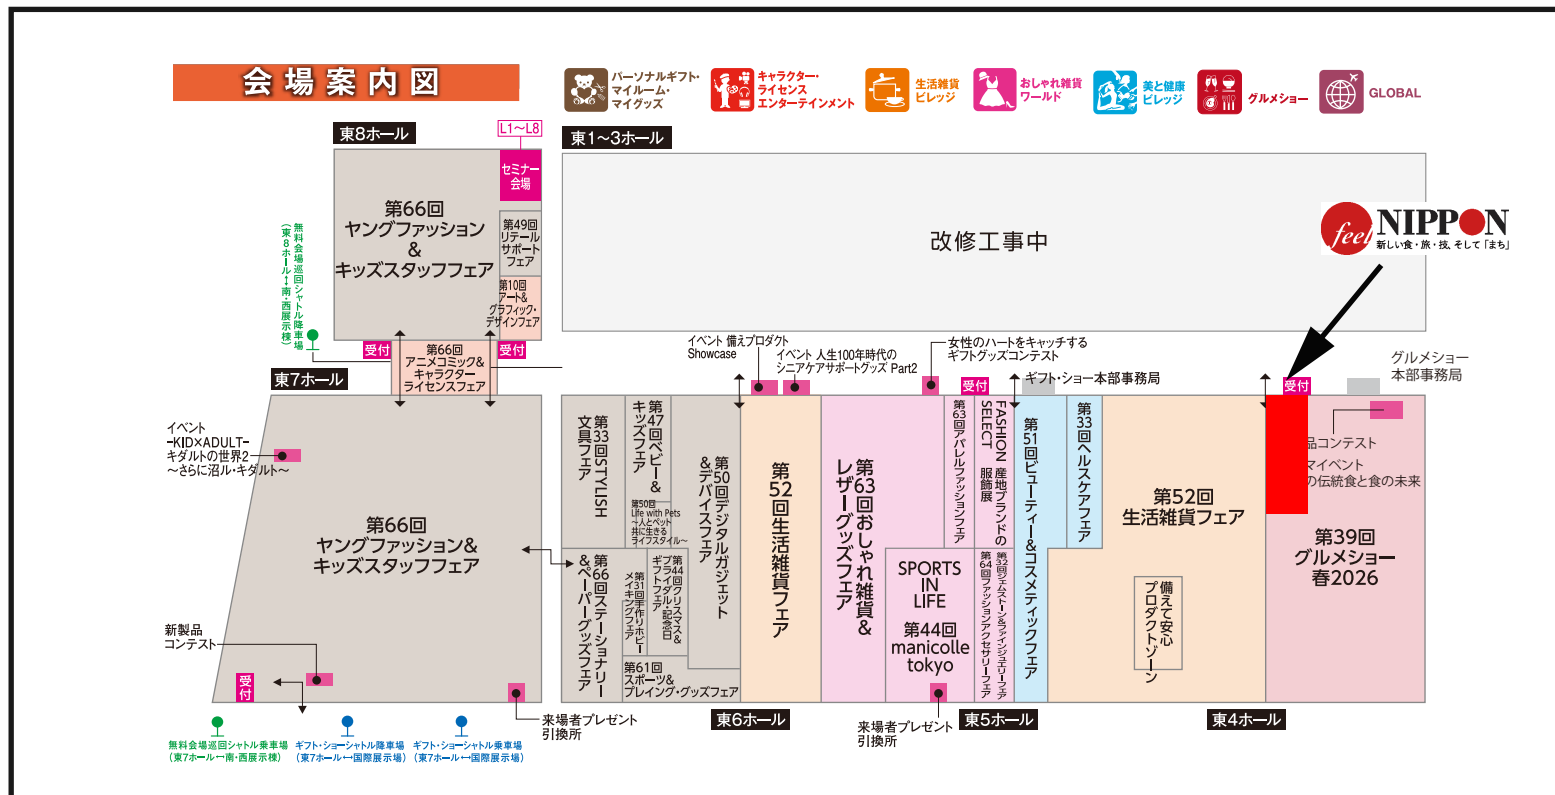 会場案内図
パーソナルギフト・
マイルーム・
マイグッズ
キャラクター・
ライセンス
エンターテインメント
生活雑貨
ビレッジ
おしゃれ雑貨
ワールド
美と健康
ビレッジ
グルメショー
GLOBAL
東8ホール
L1〜L8
セミナー
会場
第66回
ヤングファッション
&
キッズスタッフフェア
第49回
リテール
サポート
フェア
第10回
アート&
グラフィック・
デザインフェア
無料会場巡回シャトル降車場
(東8ホール↔南・西展示棟)
受付
第66回
アニメコミック&
キャラクター
ライセンスフェア
受付
東1〜3ホール
改修工事中
feel NIPPON
新しい食・旅・技、そして「まち」
東7ホール
イベント
-KID×ADULT-
キダルトの世界2
〜さらに沼ル・キダルト〜
第66回
ヤングファッション&
キッズスタッフフェア
新製品
コンテスト
受付
無料会場巡回シャトル乗車場
(東7ホール↔南・西展示棟)
ギフト・ショーシャトル降車場
(東7ホール↔国際展示場)
ギフト・ショーシャトル乗車場
(東7ホール↔国際展示場)
来場者プレゼント
引換所
イベント 備えプロダクト
Showcase
イベント 人生100年時代の
シニアケアサポートグッズ Part2
女性のハートをキャッチする
ギフトグッズコンテスト
受付
ギフト・ショー本部事務局
受付
グルメショー
本部事務局
第33回STYLISH
文具フェア
第47回ベビー&
キッズフェア
第50回
Life with Pets
〜人とペット
共に生きる
ライフスタイル〜
第50回デジタルガジェット
&デバイスフェア
第66回ステーショナリー
&ペーパーグッズフェア
第31回手作りホビー
メイキングフェア
第44回クリスマス&
ブライダル・記念日
ギフトフェア
第61回
スポーツ&
プレイング・グッズフェア
第52回生活雑貨フェア
東6ホール
第63回おしゃれ雑貨&
レザーグッズフェア
第63回アパレルファッションフェア
FASHION 産地ブランドの
SELECT 服飾展
SPORTS
IN
LIFE
第44回
manicolle
tokyo
第32回ジェムストーン&ファインジュエリーフェア
第64回ファッションアクセサリーフェア
来場者プレゼント
引換所
東5ホール
第51回ビューティー&コスメティックフェア
第33回ヘルスケアフェア
第52回
生活雑貨フェア
備えて安心
プロダクトゾーン
東4ホール
品コンテスト
マイベント
の伝統食と食の未来
第39回
グルメショー
春2026